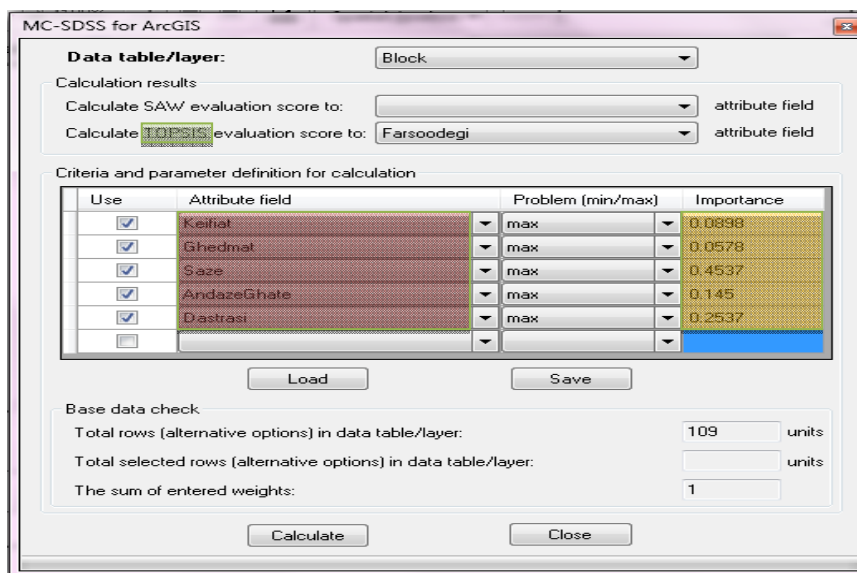 MC-SDSS for ArcGIS
Data table/layer: Block
Calculation results
Calculate SAW evaluation score to: attribute field
Calculate TOPSIS evaluation score to: Farsoodegi attribute field
Criteria and parameter definition for calculation
Use Attribute field Problem (min/max) Importance
Keifiat max 0.0898
Ghedmat max 0.0578
Saze max 0.4537
AndazeGhate max 0.145
Dastrasi max 0.2537
Load Save
Base data check
Total rows (alternative options) in data table/layer: 109 units
Total selected rows (alternative options) in data table/layer: units
The sum of entered weights: 1
Calculate Close